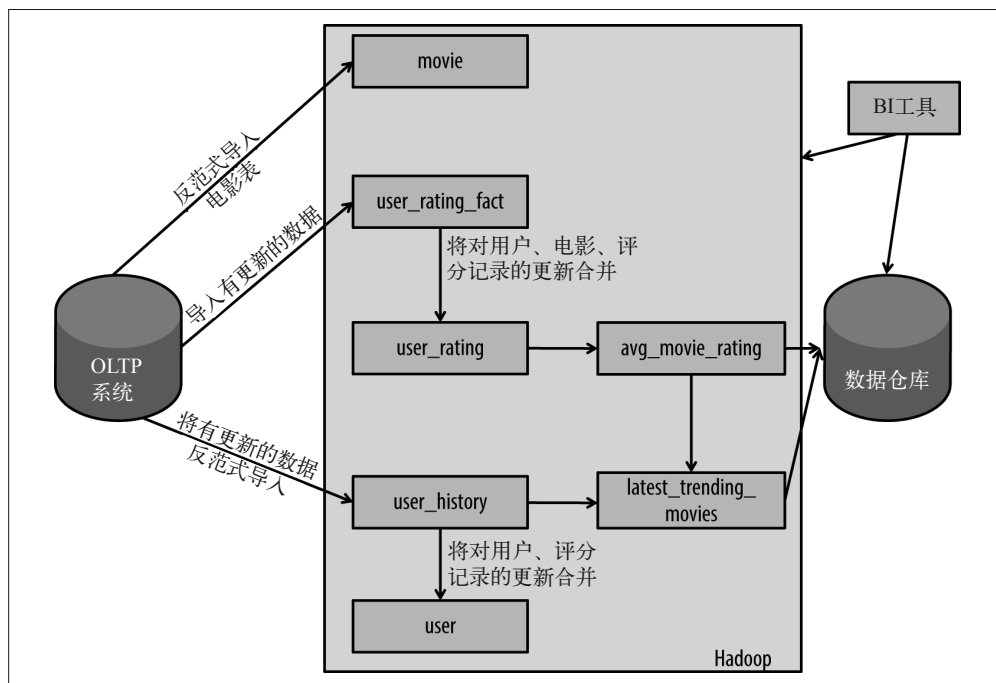 movie
BI工具
反范式导入
电影表
user_rating_fact
导入有更新的数据
将对用户、电影、评
分记录的更新合并
OLTP
系统
user_rating
avg_movie_rating
数据仓库
将有更新的数据
反范式导入
user_history
latest_trending_
movies
将对用户、评分
记录的更新合并
user
Hadoop